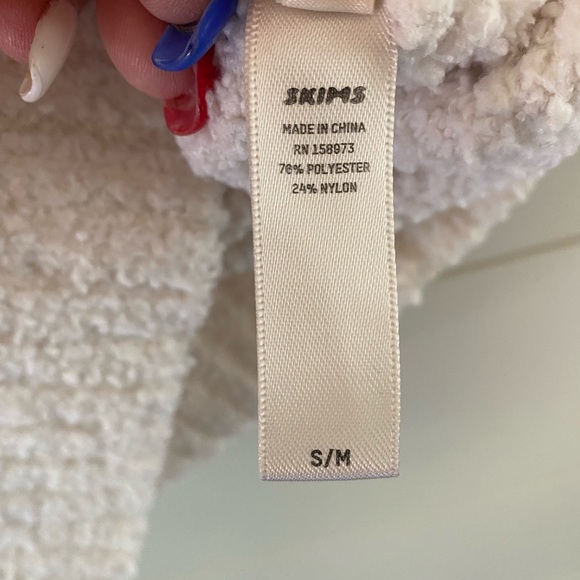 SKIMS
MADE IN CHINA
RN 158973
76% POLYESTER
24% NYLON
S/M